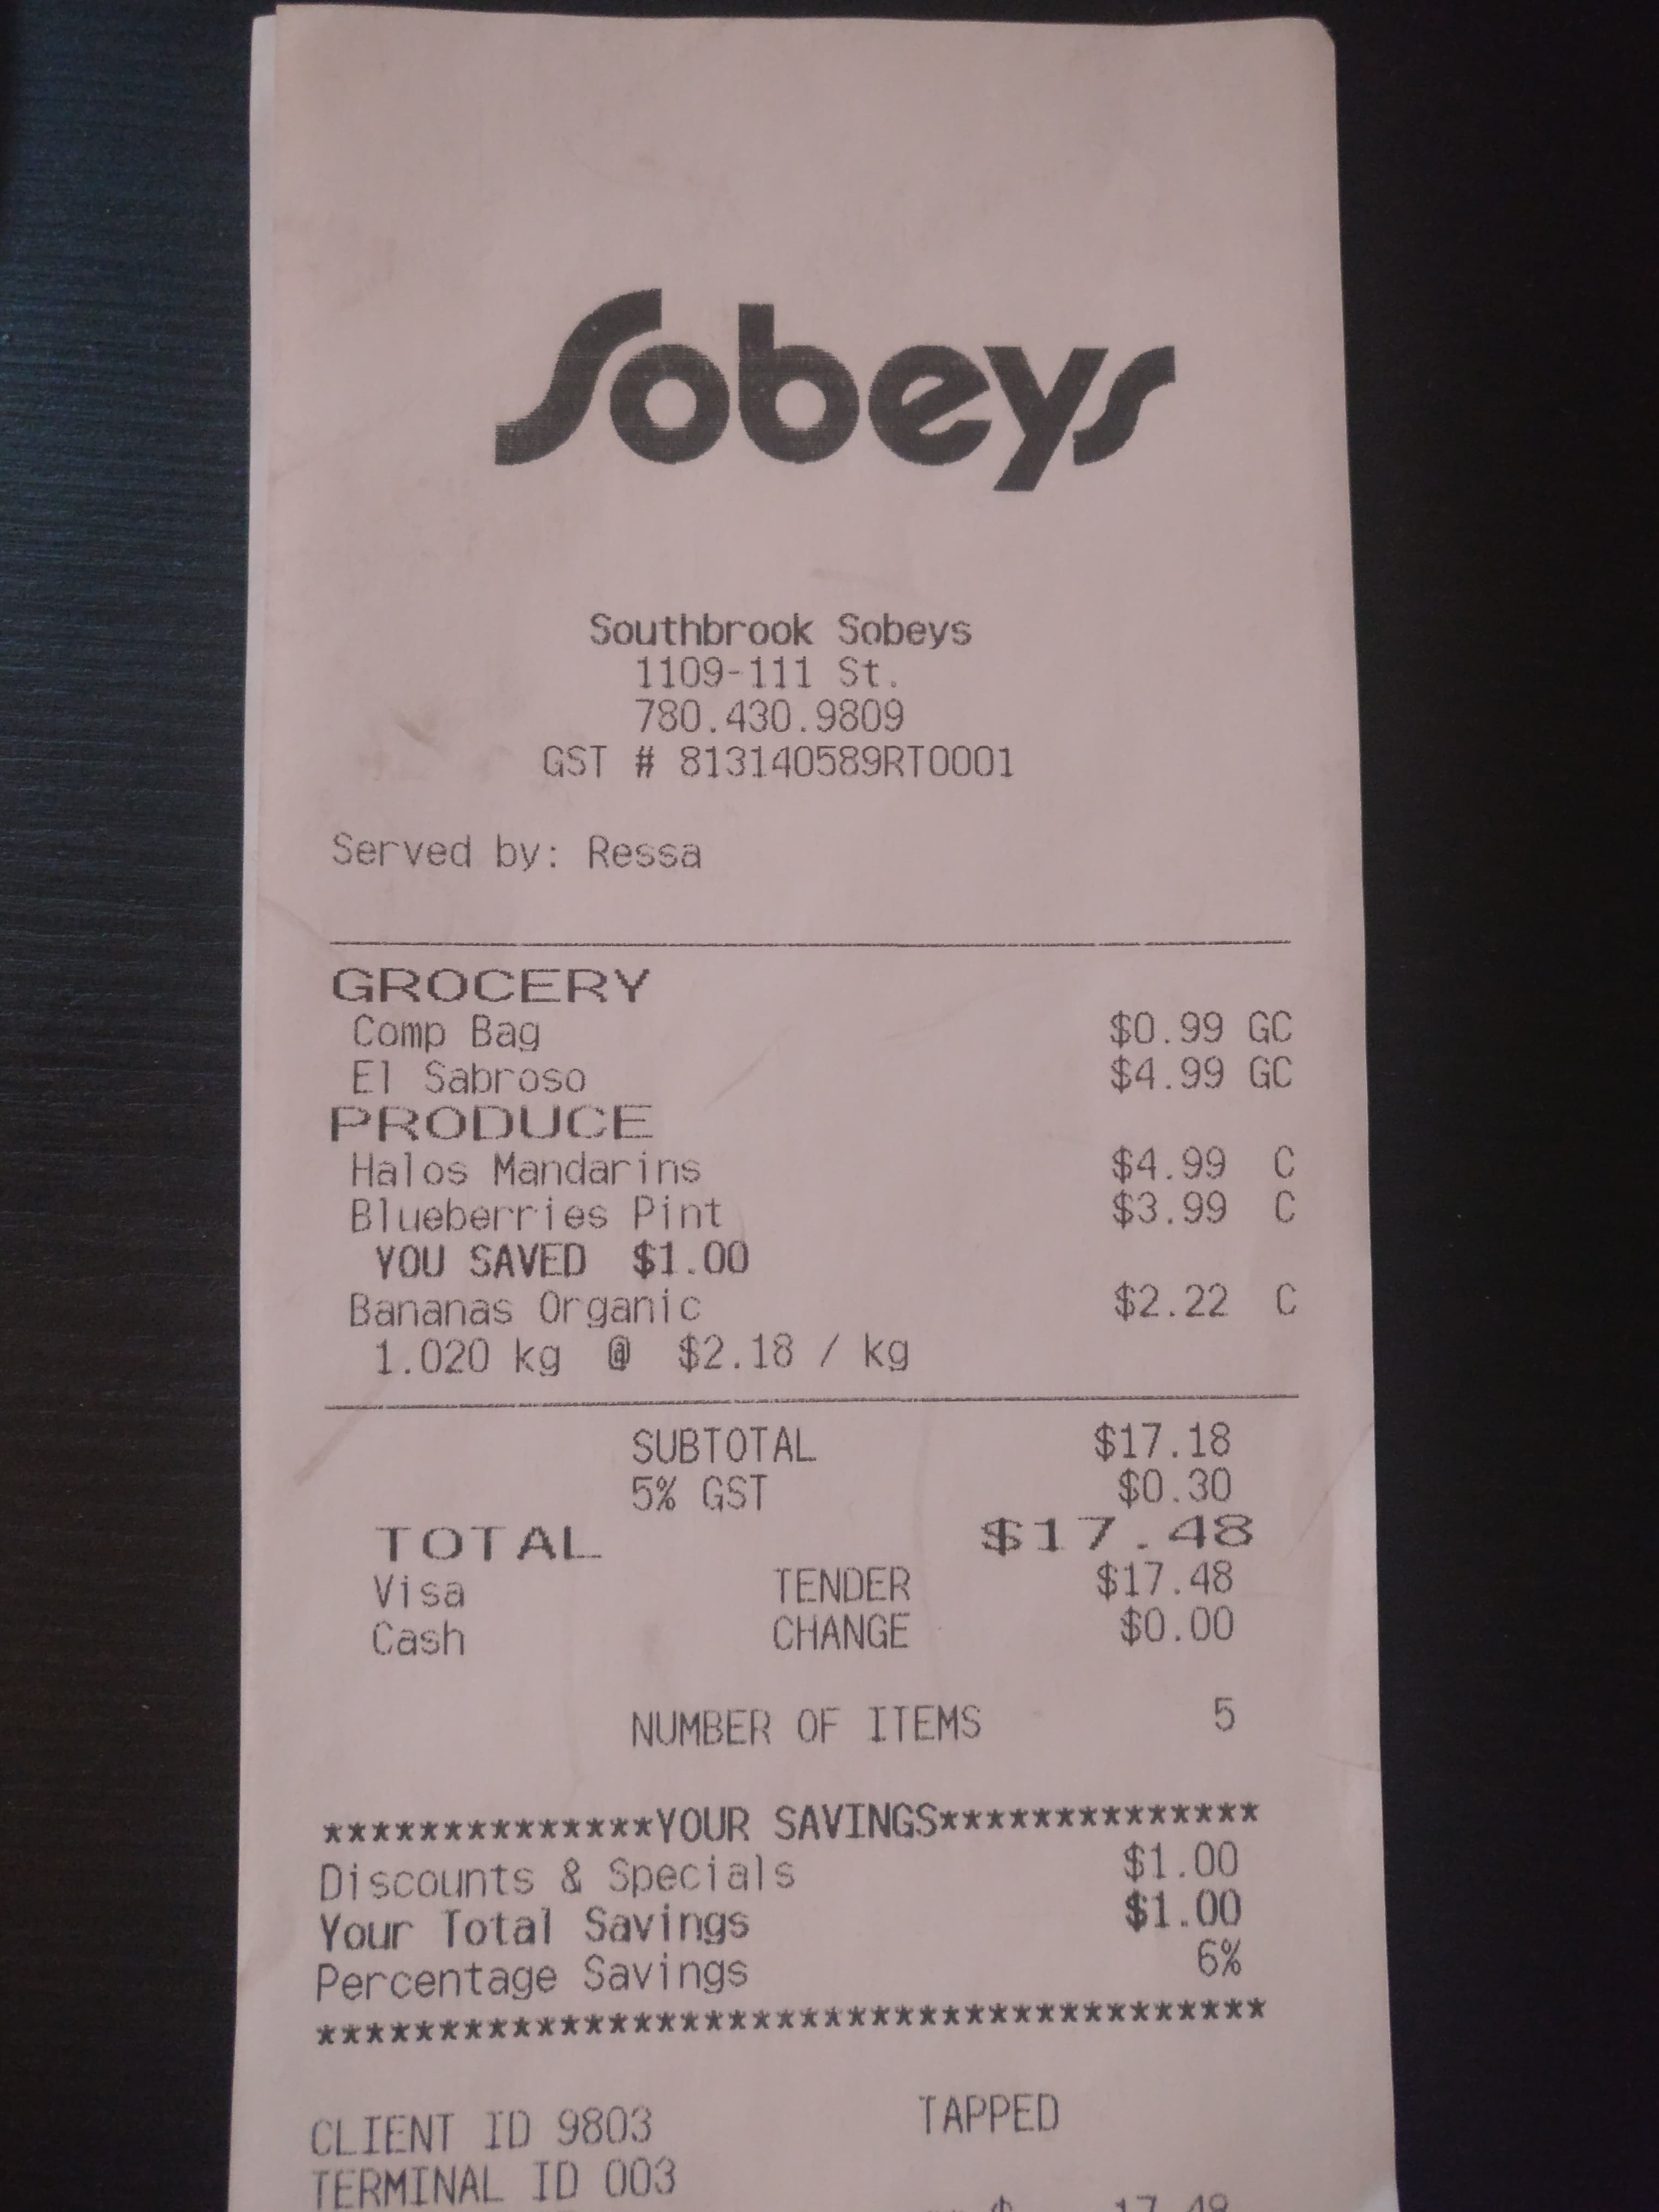 Sobeys
Southbrook Sobeys
1109-111 St.
780.430.9809
GST # 813140589RT0001
Served by: Ressa
GROCERY
Comp Bag $0.99 GC
El Sabroso $4.99 GC
PRODUCE
Halos Mandarins $4.99 C
Blueberries Pint $3.99 C
YOU SAVED $1.00
Bananas Organic $2.22 C
1.020 kg @ $2.18 / kg
SUBTOTAL $17.18
5% GST $0.30
TOTAL $17.48
Visa TENDER $17.48
Cash CHANGE $0.00
NUMBER OF ITEMS 5
**************YOUR SAVINGS**************
Discounts & Specials $1.00
Your Total Savings $1.00
Percentage Savings 6%
****************************************
CLIENT ID 9803 TAPPED
TERMINAL ID 003
$ 17.48